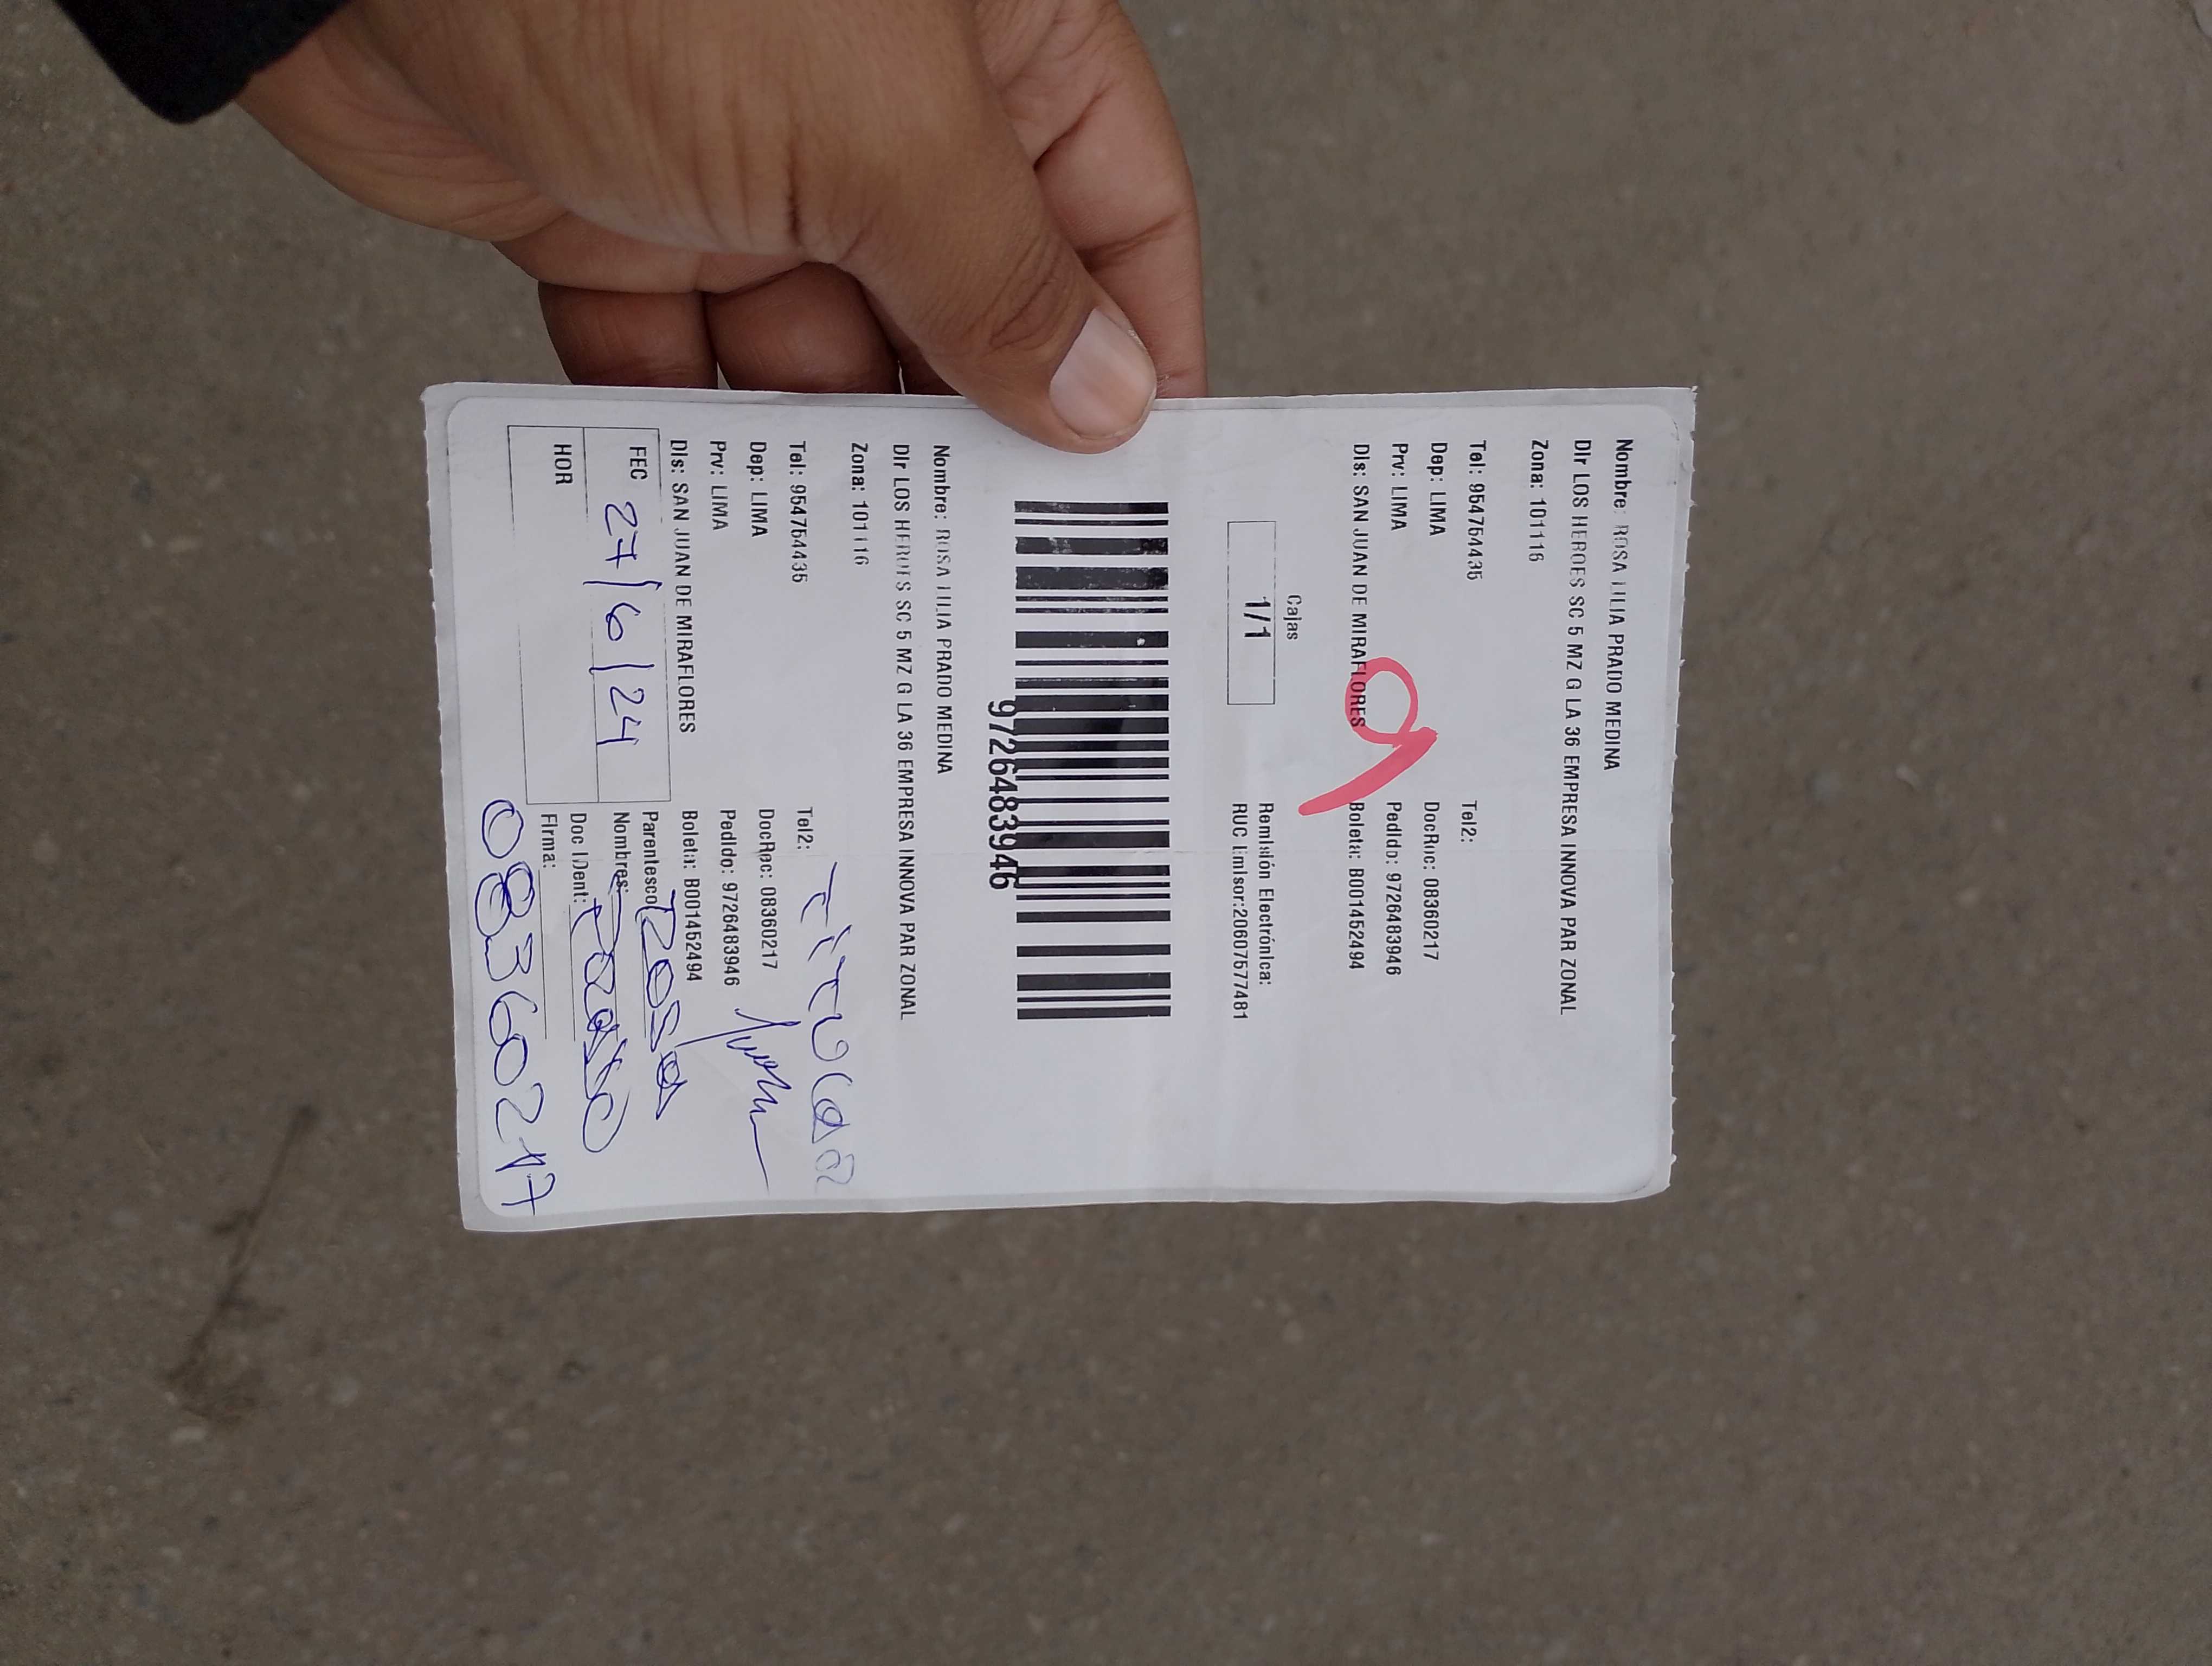 Nombre: ROSA LILIA PRADO MEDINA
Dir LOS HEROES SC 5 MZ G LA 36 EMPRESA INNOVA PAR ZONAL
Zona: 101116
Tel: 954754435 Tel2:
Dep: LIMA DocRec: 08360217
Prv: LIMA Pedido: 9726483946
Dis: SAN JUAN DE MIRAFLORES Boleta: B001452494
9
Cajas
1/1
Remisión Electrónica:
RUC Emisor:20607577481
9726483946
Nombre: ROSA LILIA PRADO MEDINA
Dir LOS HEROES SC 5 MZ G LA 36 EMPRESA INNOVA PAR ZONAL
Zona: 101116
Tel: 954754435 Tel2: Titular
Dep: LIMA DocRec: 08360217
Prv: LIMA Pedido: 9726483946
Dis: SAN JUAN DE MIRAFLORES Boleta: B001452494
FEC 27/6/24
HOR
Parentesco: Rosa
Nombres: Prado
Doc IDent:
Firma:
08360217